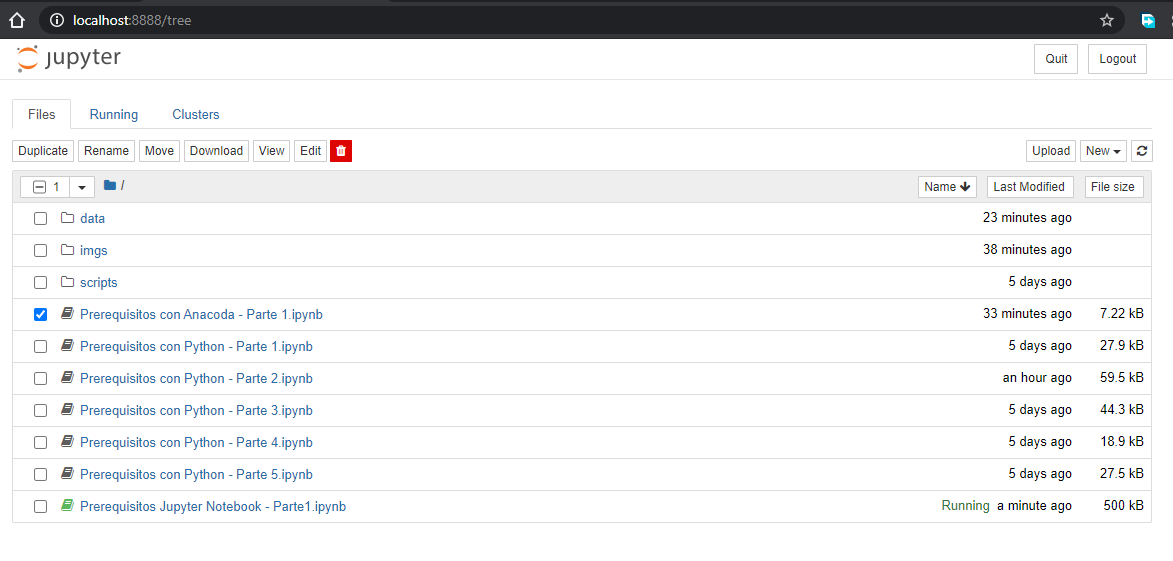 localhost:8888/tree
jupyter Quit Logout
Files Running Clusters
Duplicate Rename Move Download View Edit Upload New
1 / Name Last Modified File size
data 23 minutes ago
imgs 38 minutes ago
scripts 5 days ago
Prerequisitos con Anacoda - Parte 1.ipynb 33 minutes ago 7.22 kB
Prerequisitos con Python - Parte 1.ipynb 5 days ago 27.9 kB
Prerequisitos con Python - Parte 2.ipynb an hour ago 59.5 kB
Prerequisitos con Python - Parte 3.ipynb 5 days ago 44.3 kB
Prerequisitos con Python - Parte 4.ipynb 5 days ago 18.9 kB
Prerequisitos con Python - Parte 5.ipynb 5 days ago 27.5 kB
Prerequisitos Jupyter Notebook - Parte1.ipynb Running a minute ago 500 kB